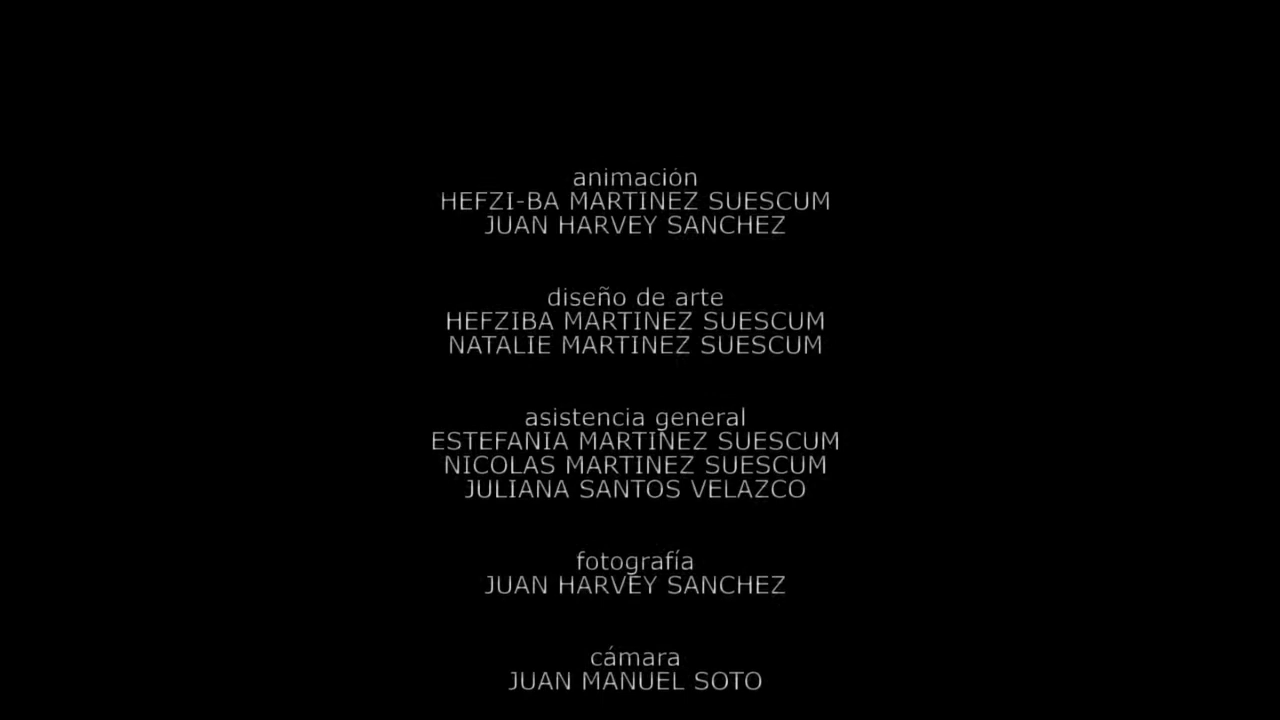 animación
HEFZI-BA MARTINEZ SUESCUM
JUAN HARVEY SANCHEZ
diseño de arte
HEFZIBA MARTINEZ SUESCUM
NATALIE MARTINEZ SUESCUM
asistencia general
ESTEFANIA MARTINEZ SUESCUM
NICOLAS MARTINEZ SUESCUM
JULIANA SANTOS VELAZCO
fotografía
JUAN HARVEY SANCHEZ
cámara
JUAN MANUEL SOTO